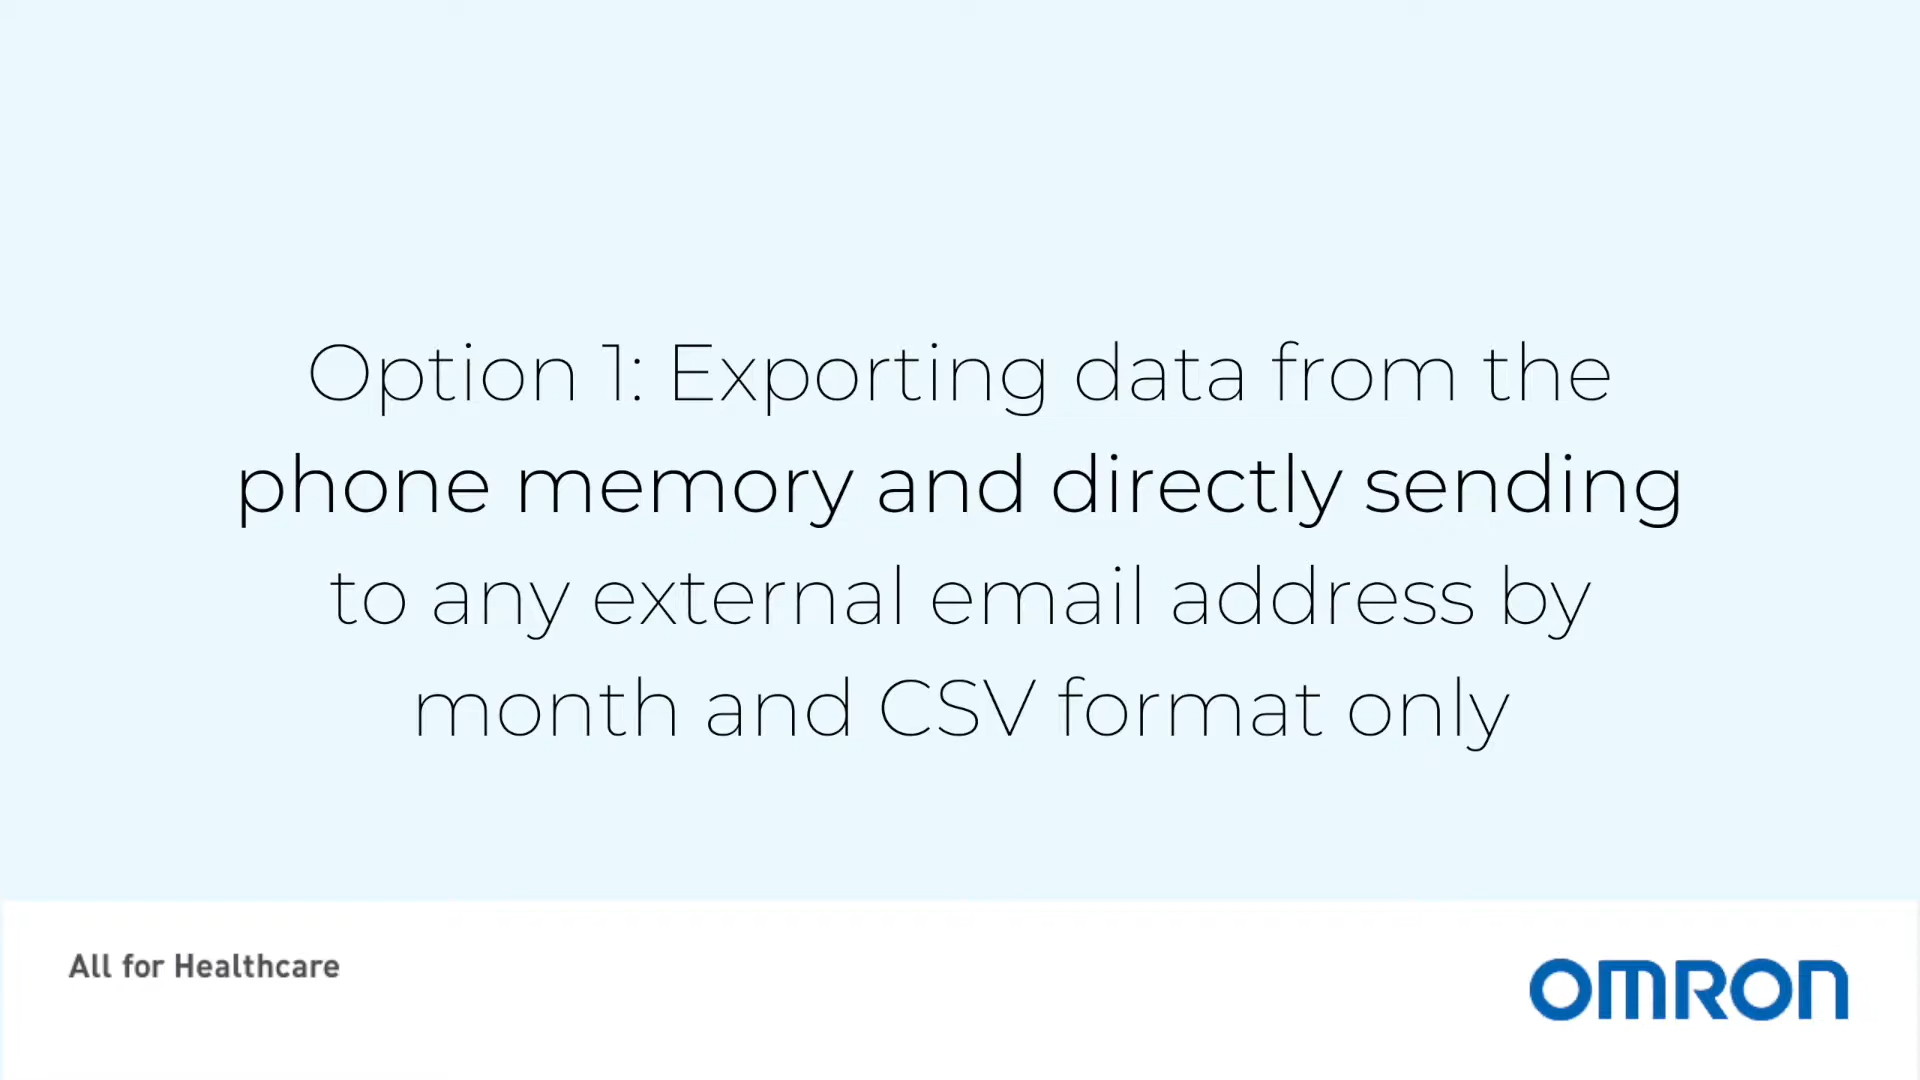 Option 1: Exporting data from the
phone memory and directly sending
to any external email address by
month and CSV format only
All for Healthcare
OMRON